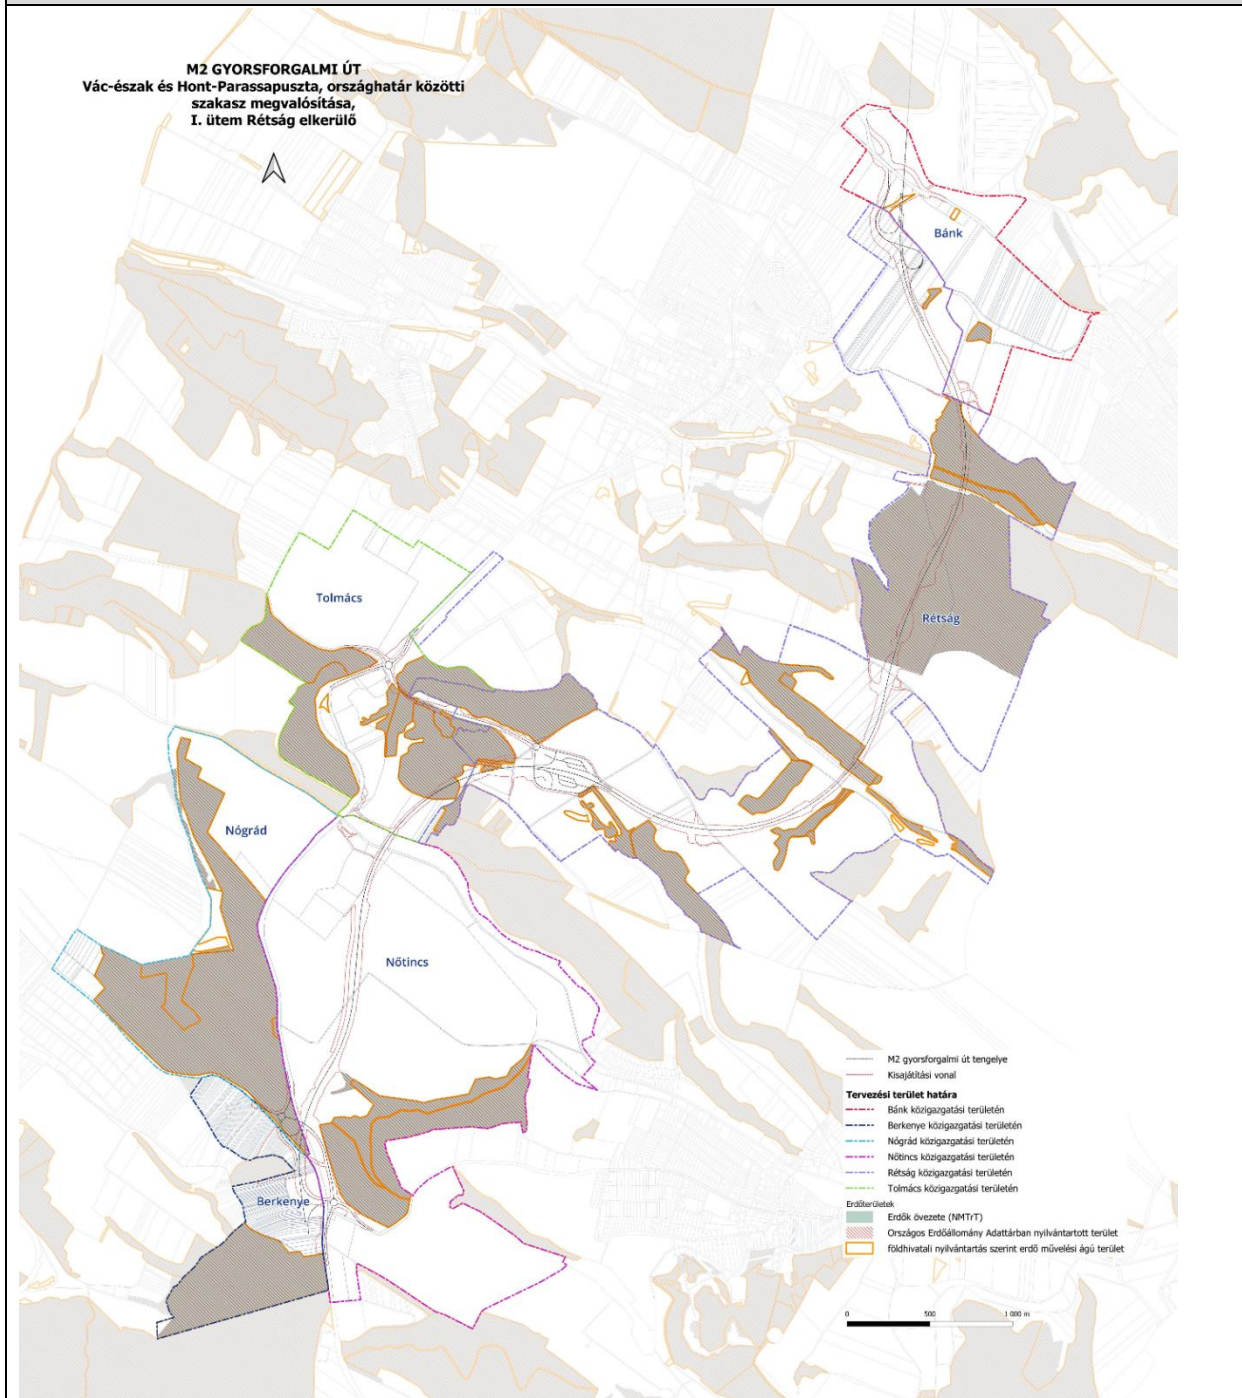 M2 GYORSFORGALMI ÚT
Vác-észak és Hont-Parassapuszta, országhatár közötti
szakasz megvalósítása,
I. ütem Rétság elkerülő
Bánk
Tolmács
Rétság
Nógrád
Nőtincs
Berkenye
M2 gyorsforgalmi út tengelye
Kisajátítási vonal
Tervezési terület határa
Bánk közigazgatási területén
Berkenye közigazgatási területén
Nógrád közigazgatási területén
Nőtincs közigazgatási területén
Rétság közigazgatási területén
Tolmács közigazgatási területén
Erdőterületek
Erdők övezete (NMTrT)
Országos Erdőállomány Adattárban nyilvántartott terület
földhivatali nyilvántartás szerint erdő művelési ágú terület
0 500 1 000 m